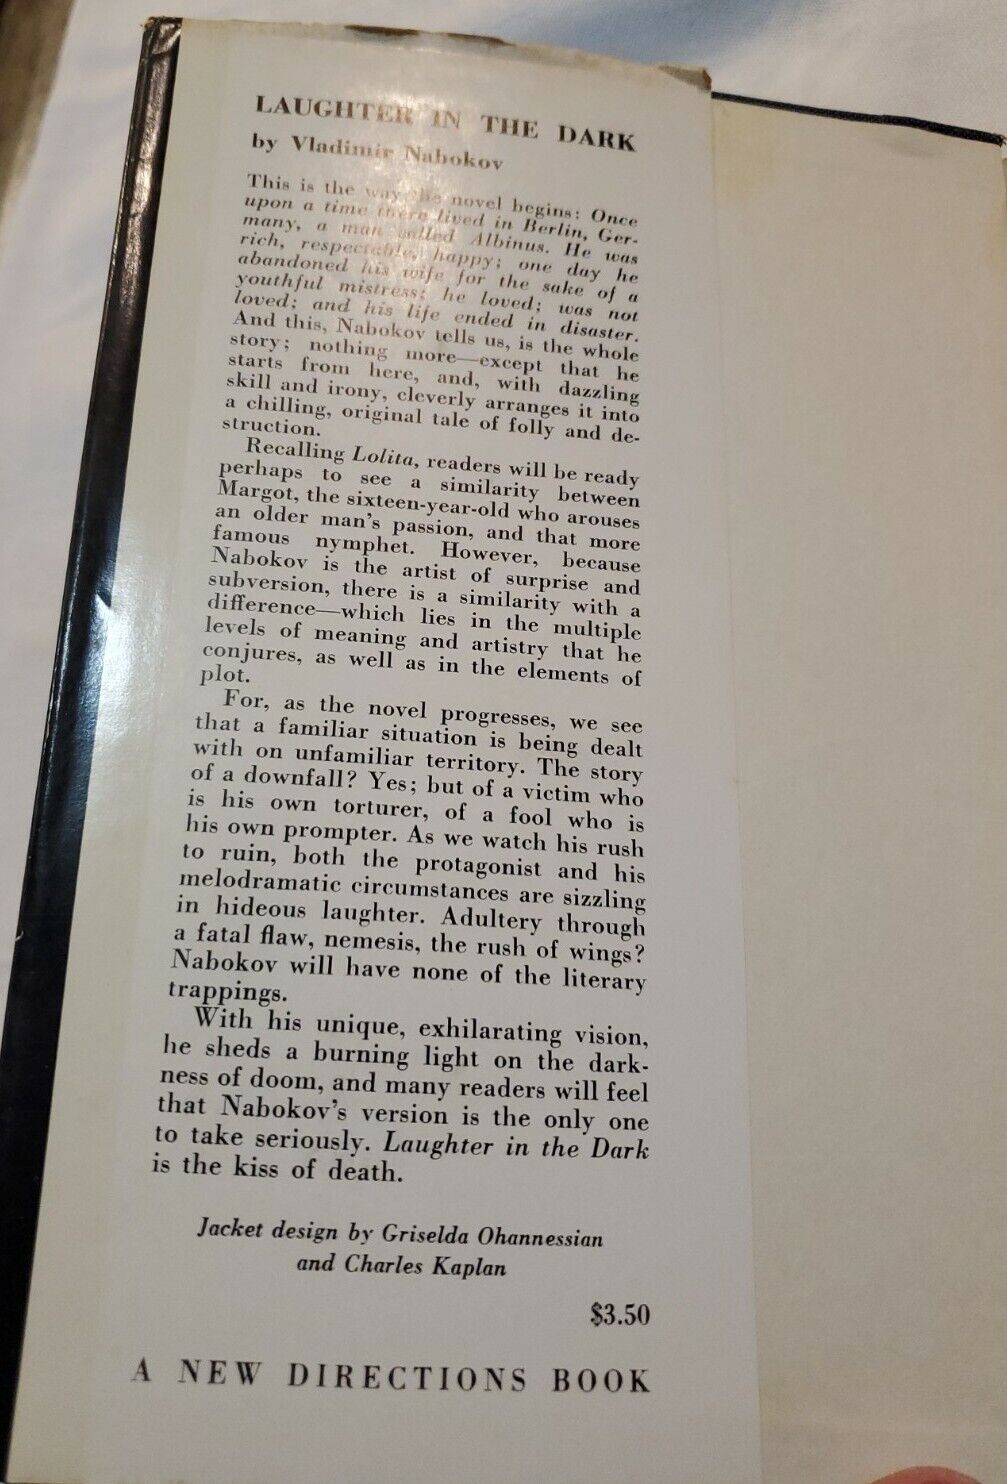 LAUGHTER IN THE DARK
by Vladimir Nabokov
This is the way the novel begins: Once
upon a time there lived in Berlin, Ger-
many, a man called Albinus. He was
rich, respectable, happy; one day he
abandoned his wife for the sake of a
youthful mistress; he loved; was not
loved; and his life ended in disaster.
And this, Nabokov tells us, is the whole
story; nothing more—except that he
starts from here, and, with dazzling
skill and irony, cleverly arranges it into
a chilling, original tale of folly and de-
struction.
Recalling Lolita, readers will be ready
perhaps to see a similarity between
Margot, the sixteen-year-old who arouses
an older man's passion, and that more
famous nymphet. However, because
Nabokov is the artist of surprise and
subversion, there is a similarity with a
difference—which lies in the multiple
levels of meaning and artistry that he
conjures, as well as in the elements of
plot.
For, as the novel progresses, we see
that a familiar situation is being dealt
with on unfamiliar territory. The story
of a downfall? Yes; but of a victim who
is his own torturer, of a fool who is
his own prompter. As we watch his rush
to ruin, both the protagonist and his
melodramatic circumstances are sizzling
in hideous laughter. Adultery through
a fatal flaw, nemesis, the rush of wings?
Nabokov will have none of the literary
trappings.
With his unique, exhilarating vision,
he sheds a burning light on the dark-
ness of doom, and many readers will feel
that Nabokov's version is the only one
to take seriously. Laughter in the Dark
is the kiss of death.
Jacket design by Griselda Ohannessian
and Charles Kaplan
$3.50
A NEW DIRECTIONS BOOK